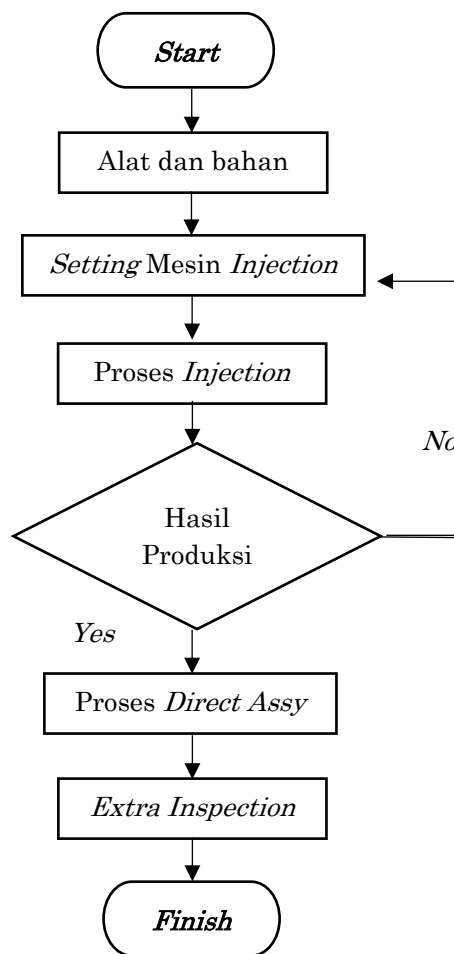 Start
Alat dan bahan
Setting Mesin Injection
Proses Injection
No
Hasil
Produksi
Yes
Proses Direct Assy
Extra Inspection
Finish